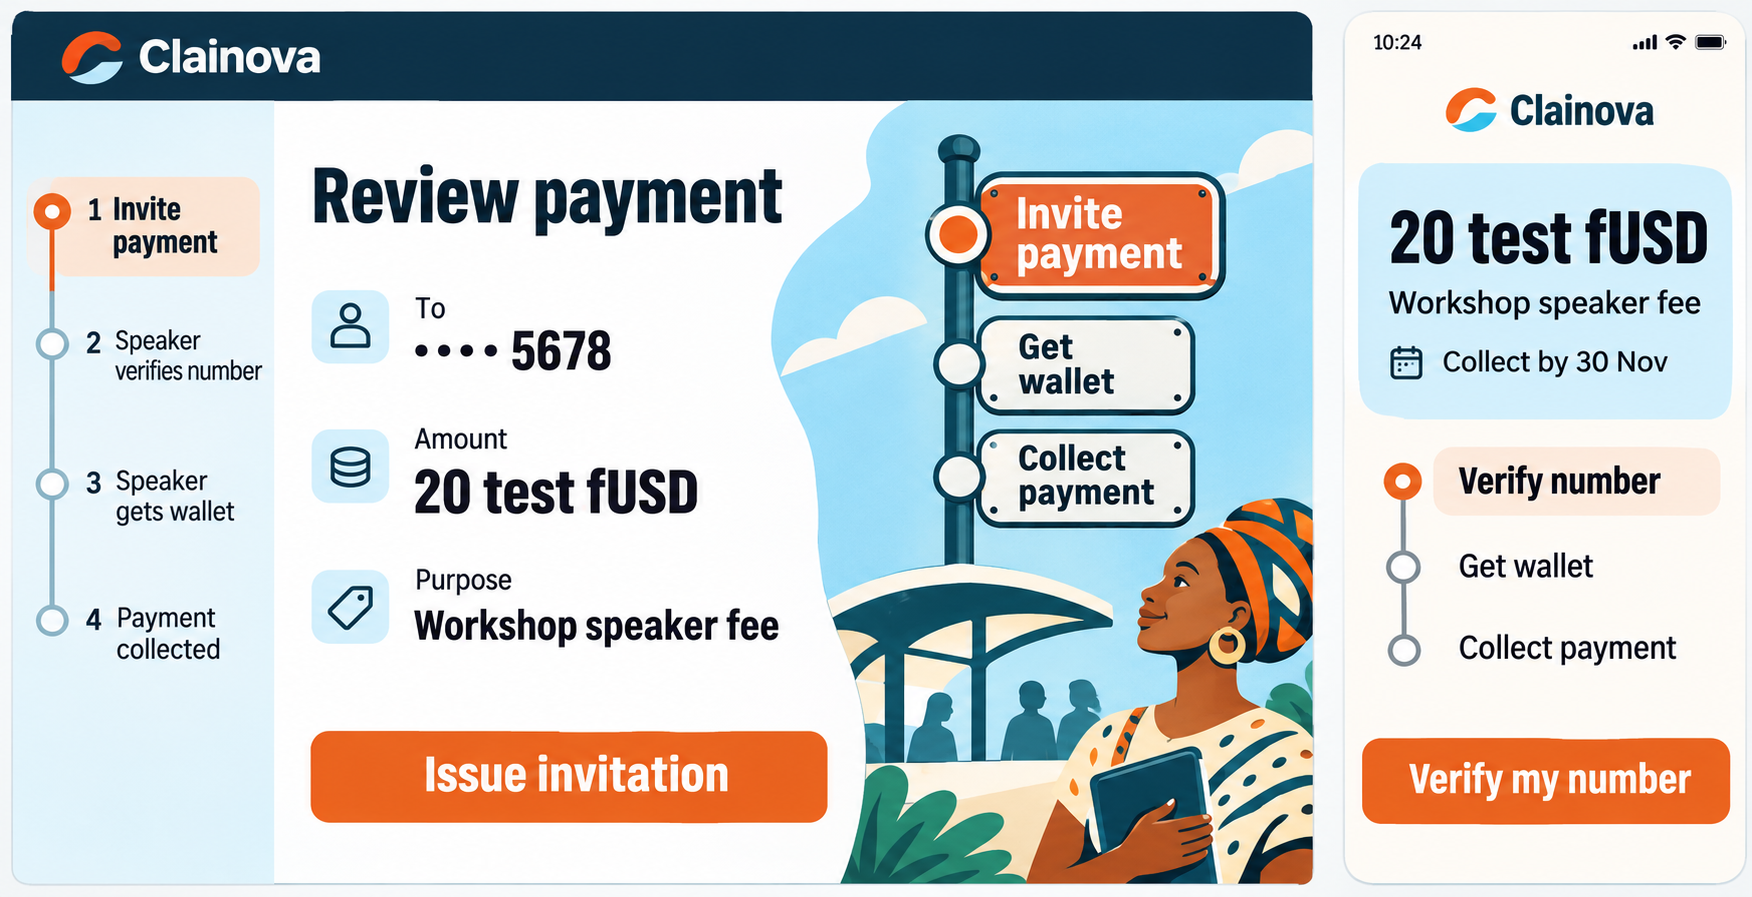 Clainova
1 Invite
payment
2 Speaker
verifies number
3 Speaker
gets wallet
4 Payment
collected
Review payment
To
•••• 5678
Amount
20 test fUSD
Purpose
Workshop speaker fee
Issue invitation
Invite
payment
Get
wallet
Collect
payment
10:24
Clainova
20 test fUSD
Workshop speaker fee
Collect by 30 Nov
Verify number
Get wallet
Collect payment
Verify my number